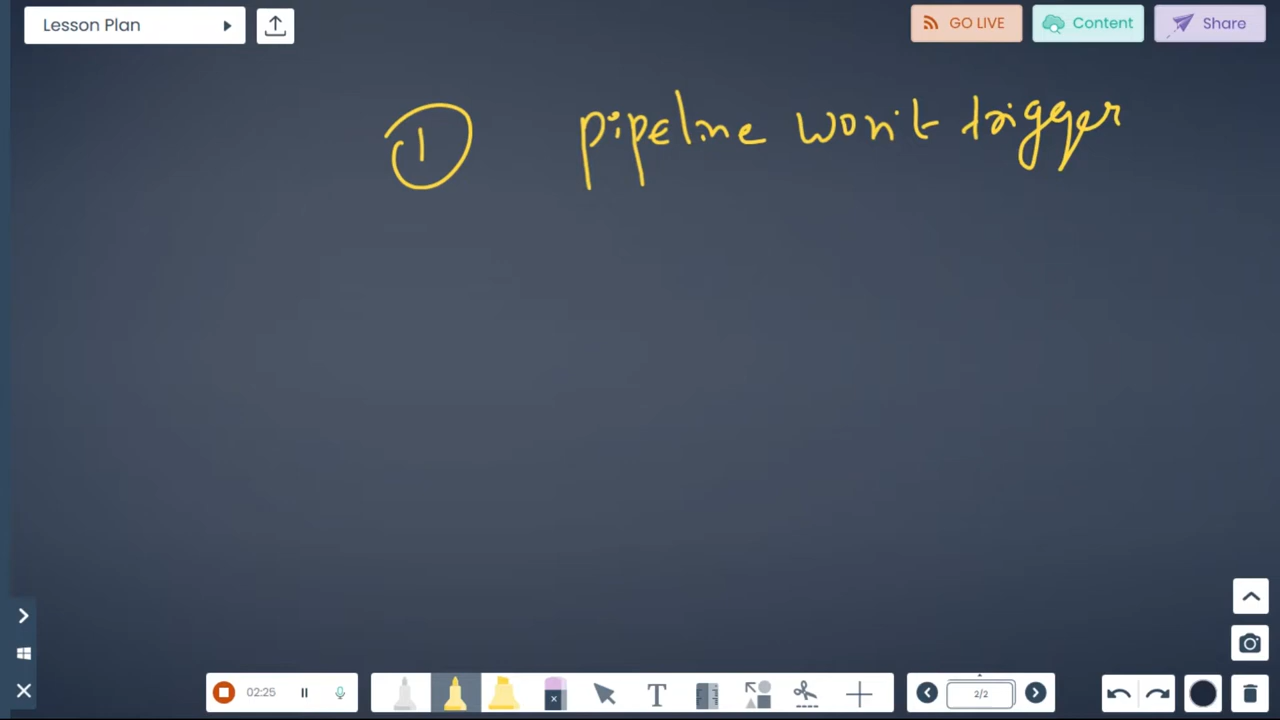 Lesson Plan
GO LIVE
Content
Share
1 pipeline won't trigger
02:25
T
2/2